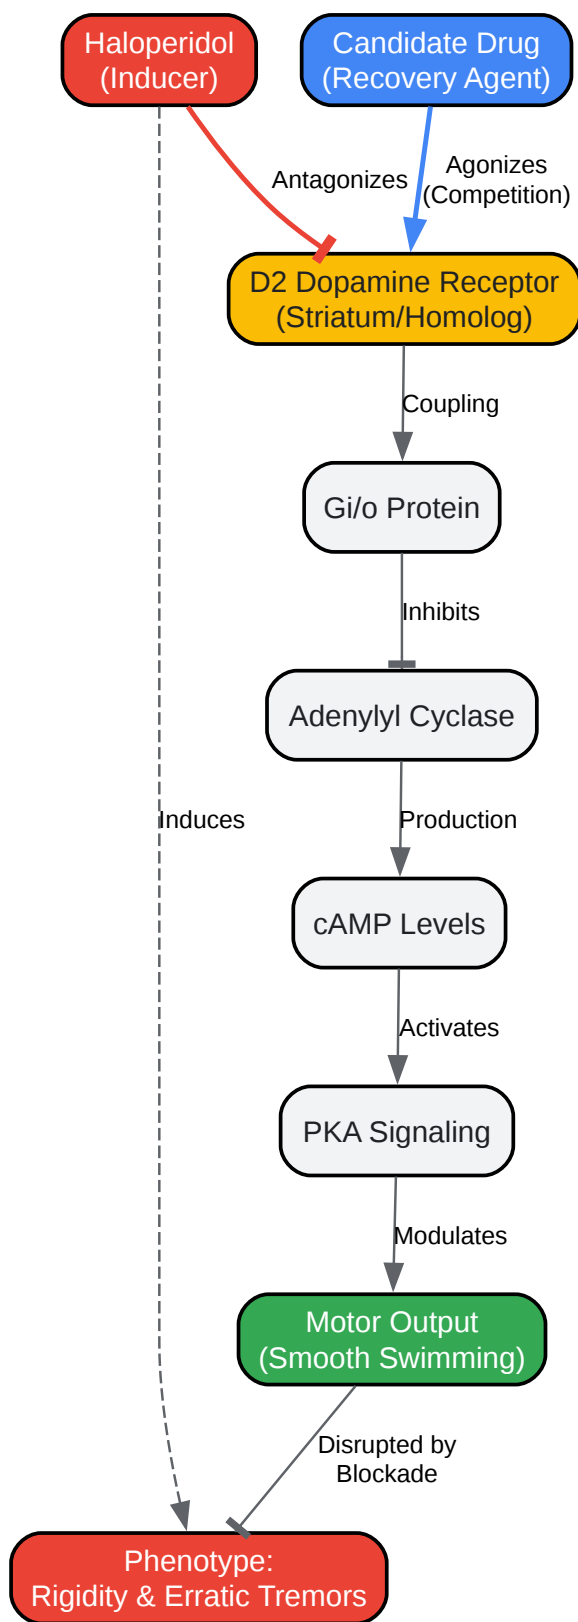 Haloperidol
(Inducer)
Candidate Drug
(Recovery Agent)
Antagonizes
Agonizes
(Competition)
D2 Dopamine Receptor
(Striatum/Homolog)
Coupling
Gi/o Protein
Inhibits
Adenylyl Cyclase
Induces
Production
cAMP Levels
Activates
PKA Signaling
Modulates
Motor Output
(Smooth Swimming)
Disrupted by
Blockade
Phenotype:
Rigidity & Erratic Tremors